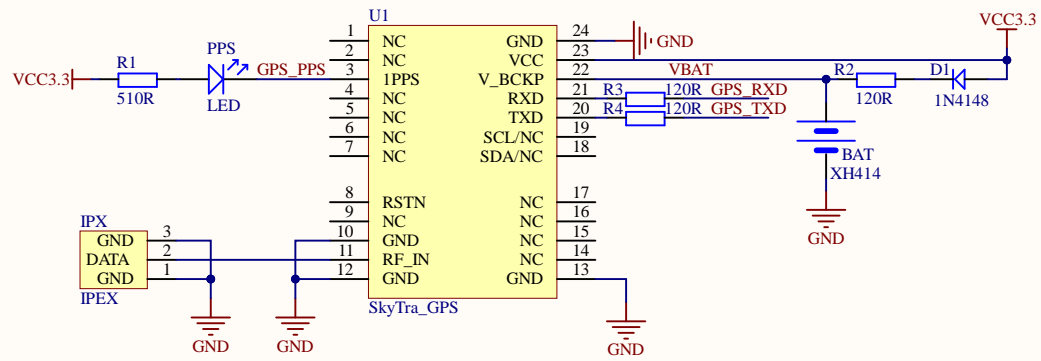 U1
VCC3.3
1 NC GND 24 GND
PPS
2 NC VCC 23
VCC3.3 R1 GPS_PPS 3 1PPS V_BCKP 22 VBAT R2 D1
510R LED 4 NC RXD 21 R3 120R GPS_RXD 120R 1N4148
5 NC TXD 20 R4 120R GPS_TXD
6 NC SCL/NC 19
7 NC SDA/NC 18
BAT
XH414
8 RSTN NC 17
9 NC NC 16
IPX
GND 3 10 GND NC 15 GND
DATA 2 11 RF_IN NC 14
GND 1 12 GND GND 13
IPEX
SkyTra_GPS
GND GND GND